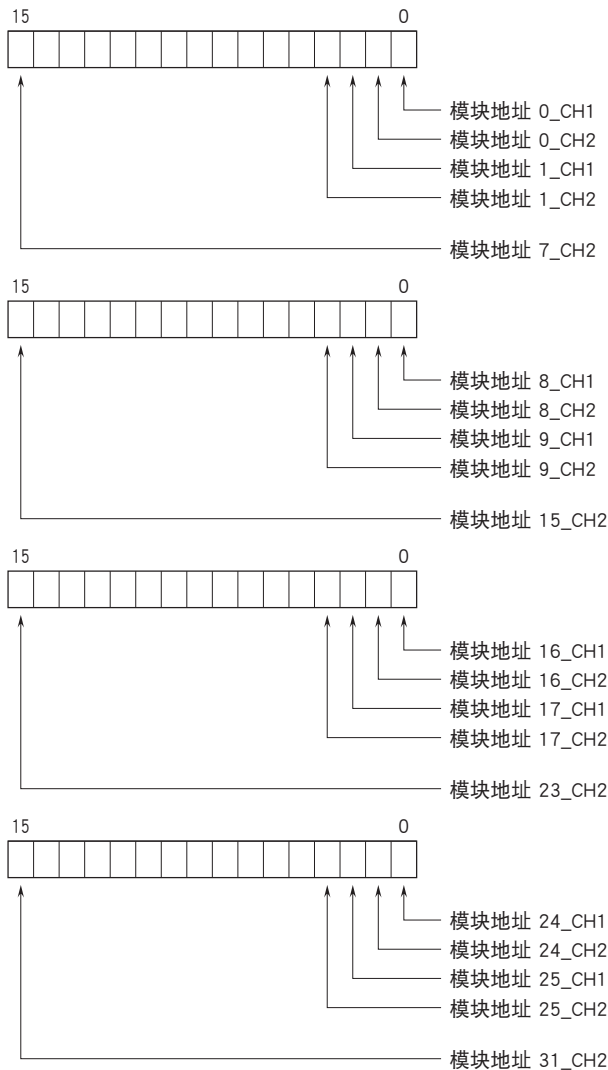 15 0
模块地址 0_CH1
模块地址 0_CH2
模块地址 1_CH1
模块地址 1_CH2
模块地址 7_CH2
15 0
模块地址 8_CH1
模块地址 8_CH2
模块地址 9_CH1
模块地址 9_CH2
模块地址 15_CH2
15 0
模块地址 16_CH1
模块地址 16_CH2
模块地址 17_CH1
模块地址 17_CH2
模块地址 23_CH2
15 0
模块地址 24_CH1
模块地址 24_CH2
模块地址 25_CH1
模块地址 25_CH2
模块地址 31_CH2